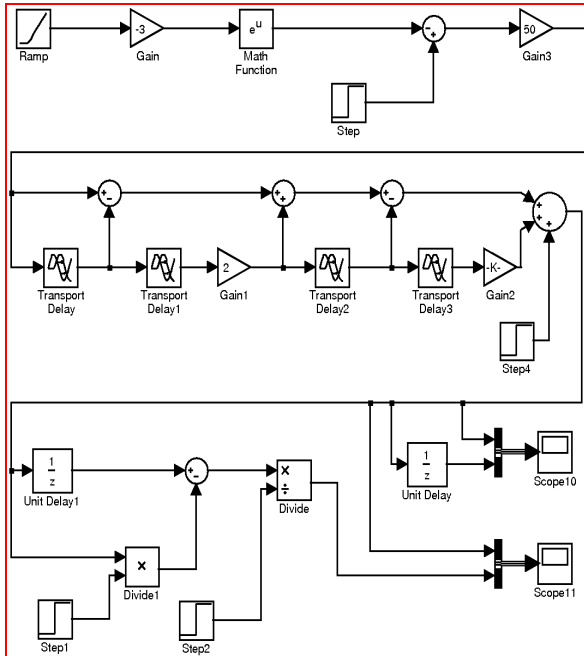 -3
e^u
50
Ramp
Gain
Math
Function
Gain3
Step
2
-K-
Transport
Delay
Transport
Delay1
Gain1
Transport
Delay2
Transport
Delay3
Gain2
Step4
1
z
Unit Delay1
×
÷
Divide
1
z
Unit Delay
Scope10
×
Divide1
Step1
Step2
Scope11